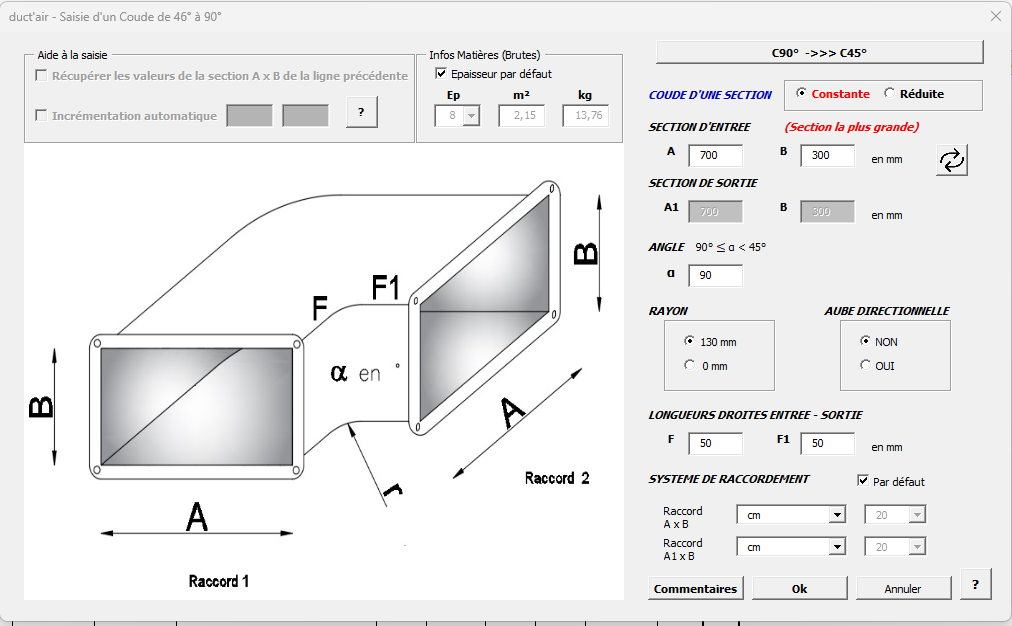 duct'air - Saisie d'un Coude de 46° à 90°
Aide à la saisie
Récupérer les valeurs de la section A x B de la ligne précédente
Incrémentation automatique
?
Infos Matières (Brutes)
Epaisseur par défaut
Ep m² kg
8 2,15 13,76
C90° ->>> C45°
COUDE D'UNE SECTION Constante Réduite
SECTION D'ENTREE (Section la plus grande)
A 700 B 300 en mm
SECTION DE SORTIE
A1 700 B 300 en mm
ANGLE 90° ≤ α < 45°
α 90
RAYON AUBE DIRECTIONNELLE
130 mm NON
0 mm OUI
LONGUEURS DROITES ENTREE - SORTIE
F 50 F1 50 en mm
SYSTEME DE RACCORDEMENT Par défaut
Raccord
A x B
cm 20
Raccord
A1 x B
cm 20
Commentaires Ok Annuler ?
F F1
B
α en °
B
A
r
Raccord 2
A
Raccord 1